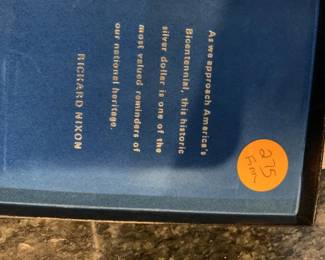 As we approach America's
Bicentennial, this historic
silver dollar is one of the
most valued reminders of
our national heritage.
RICHARD NIXON
275
Firm